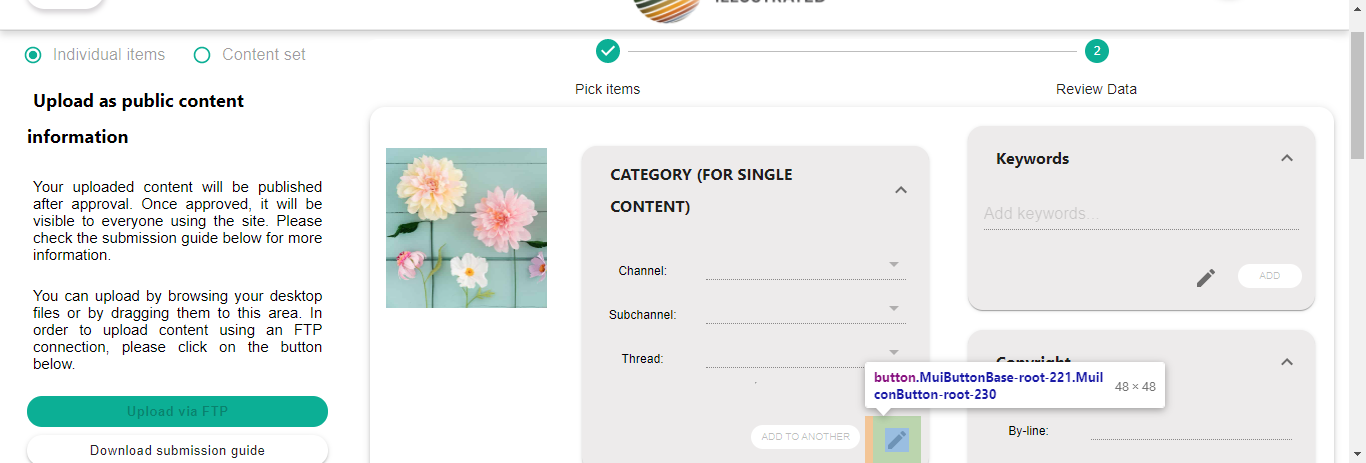 ILLUSTRATED
Individual items
Content set
2
Pick items
Review Data
Upload as public content
information
Your uploaded content will be published
after approval. Once approved, it will be
visible to everyone using the site. Please
check the submission guide below for more
information.
You can upload by browsing your desktop
files or by dragging them to this area. In
order to upload content using an FTP
connection, please click on the button
below.
Upload via FTP
Download submission guide
CATEGORY (FOR SINGLE
CONTENT)
Channel:
Subchannel:
Thread:
ADD TO ANOTHER
button.MuiButtonBase-root-221.Mui
IconButton-root-230
48 × 48
Keywords
Add keywords...
ADD
Copyright
By-line: